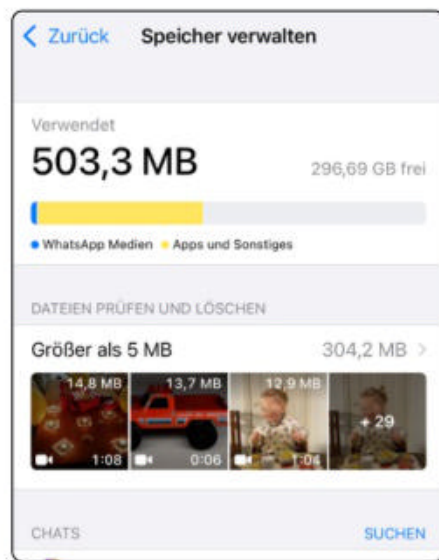 Zurück Speicher verwalten
Verwendet
503,3 MB 296,69 GB frei
WhatsApp Medien Apps und Sonstiges
DATEIEN PRÜFEN UND LÖSCHEN
Größer als 5 MB 304,2 MB
14,8 MB 13,7 MB 12,9 MB
+ 29
1:08 0:06 1:04
CHATS SUCHEN